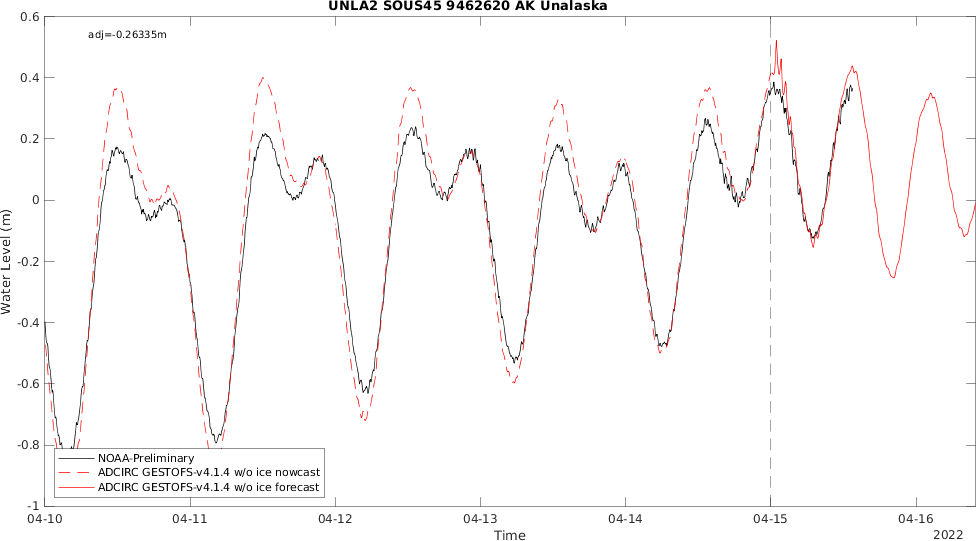 UNLA2 SOUS45 9462620 AK Unalaska
adj=-0.26335m
0.6
0.4
0.2
0
-0.2
-0.4
-0.6
-0.8
-1
Water Level (m)
NOAA-Preliminary
ADCIRC GESTOFS-v4.1.4 w/o ice nowcast
ADCIRC GESTOFS-v4.1.4 w/o ice forecast
04-10 04-11 04-12 04-13 04-14 04-15 04-16
Time
2022